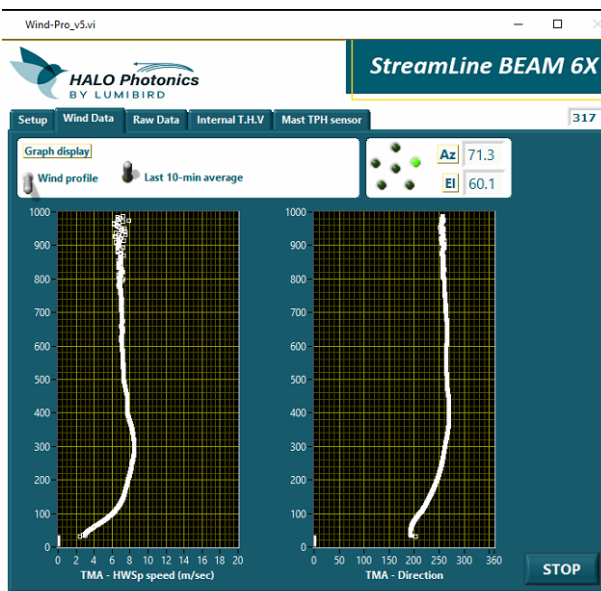 Wind-Pro_v5.vi
HALO Photonics
BY LUMIBIRD
StreamLine BEAM 6X
Setup Wind Data Raw Data Internal T.H.V Mast TPH sensor 317
Graph display
Wind profile Last 10-min average
Az 71.3
El 60.1
1000 1000
900 900
800 800
700 700
600 600
500 500
400 400
300 300
200 200
100 100
0 0
0 2 4 6 8 10 12 14 16 18 20 0 50 100 150 200 250 300 360
TMA - HWSp speed (m/sec) TMA - Direction
STOP